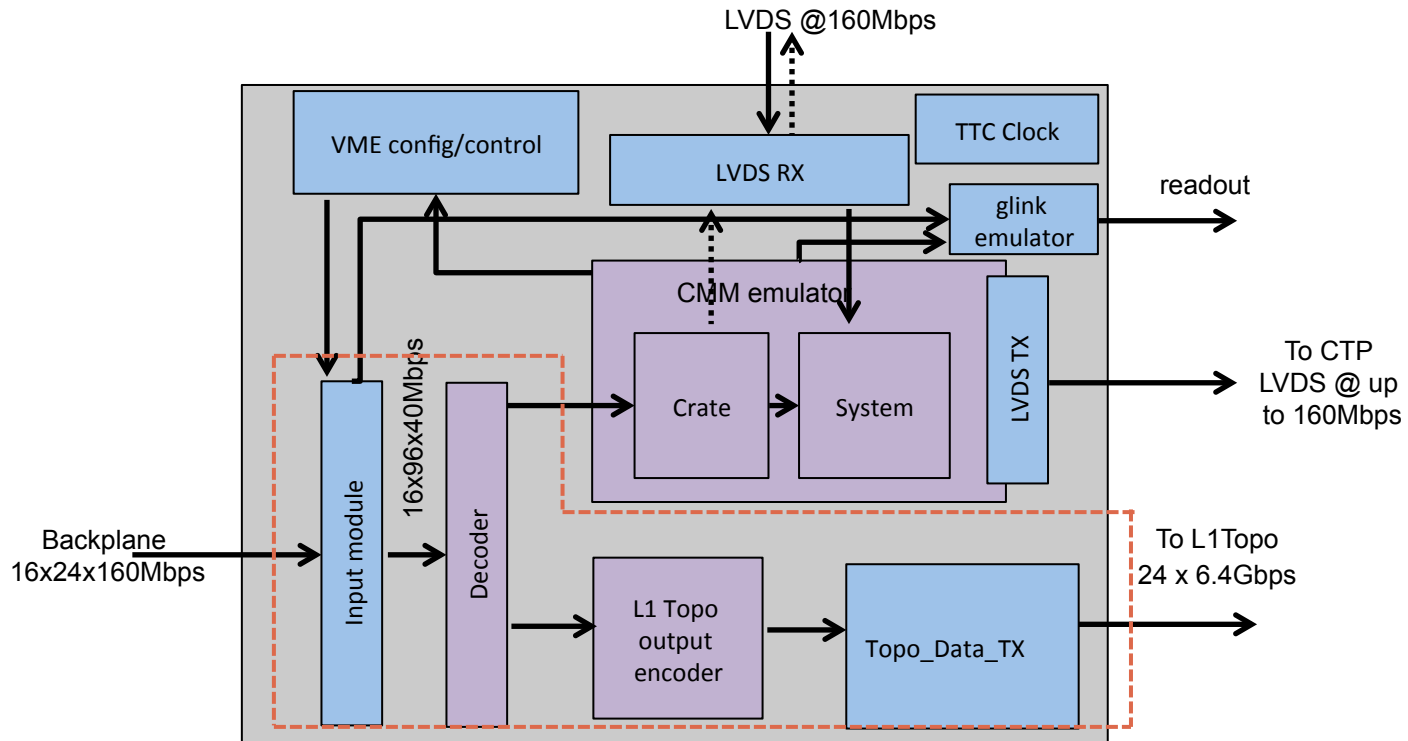 LVDS @160Mbps
VME config/control
LVDS RX
TTC Clock
glink
emulator
readout
CMM emulator
Crate
System
LVDS TX
To CTP
LVDS @ up
to 160Mbps
16x96x40Mbps
Input module
Decoder
Backplane
16x24x160Mbps
L1 Topo
output
encoder
Topo_Data_TX
To L1Topo
24 x 6.4Gbps